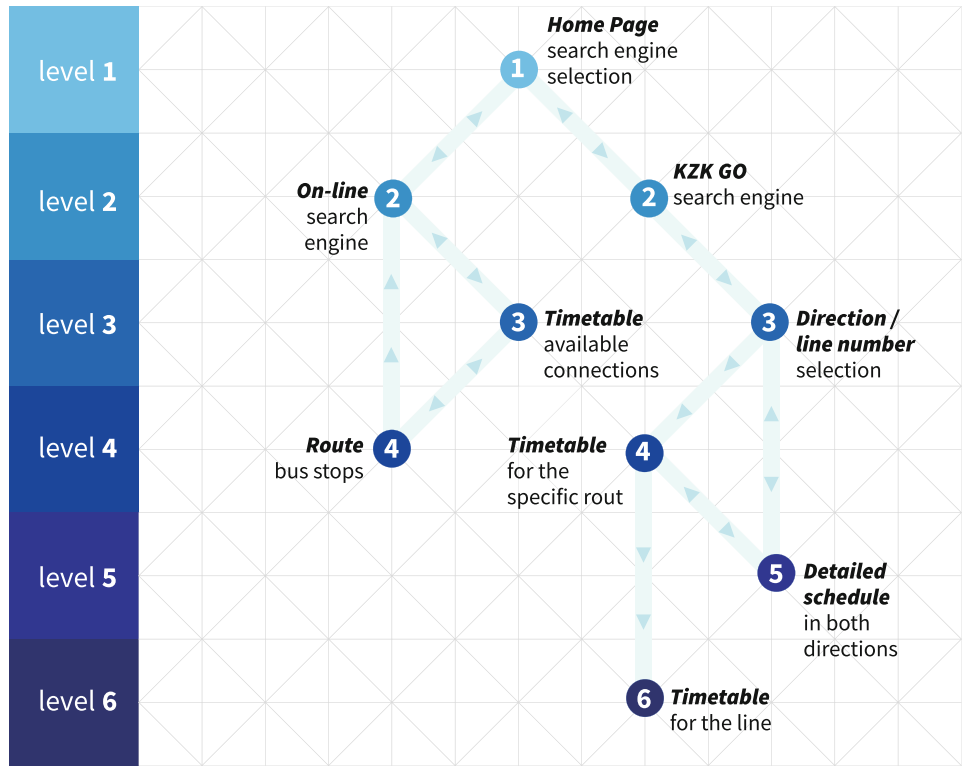 level 1
1
Home Page
search engine
selection
level 2
On-line
search
engine
2
2
KZK GO
search engine
level 3
3
Timetable
available
connections
3
Direction /
line number
selection
level 4
Route
bus stops
4
Timetable
for the
specific rout
4
level 5
5
Detailed
schedule
in both
directions
level 6
6
Timetable
for the line